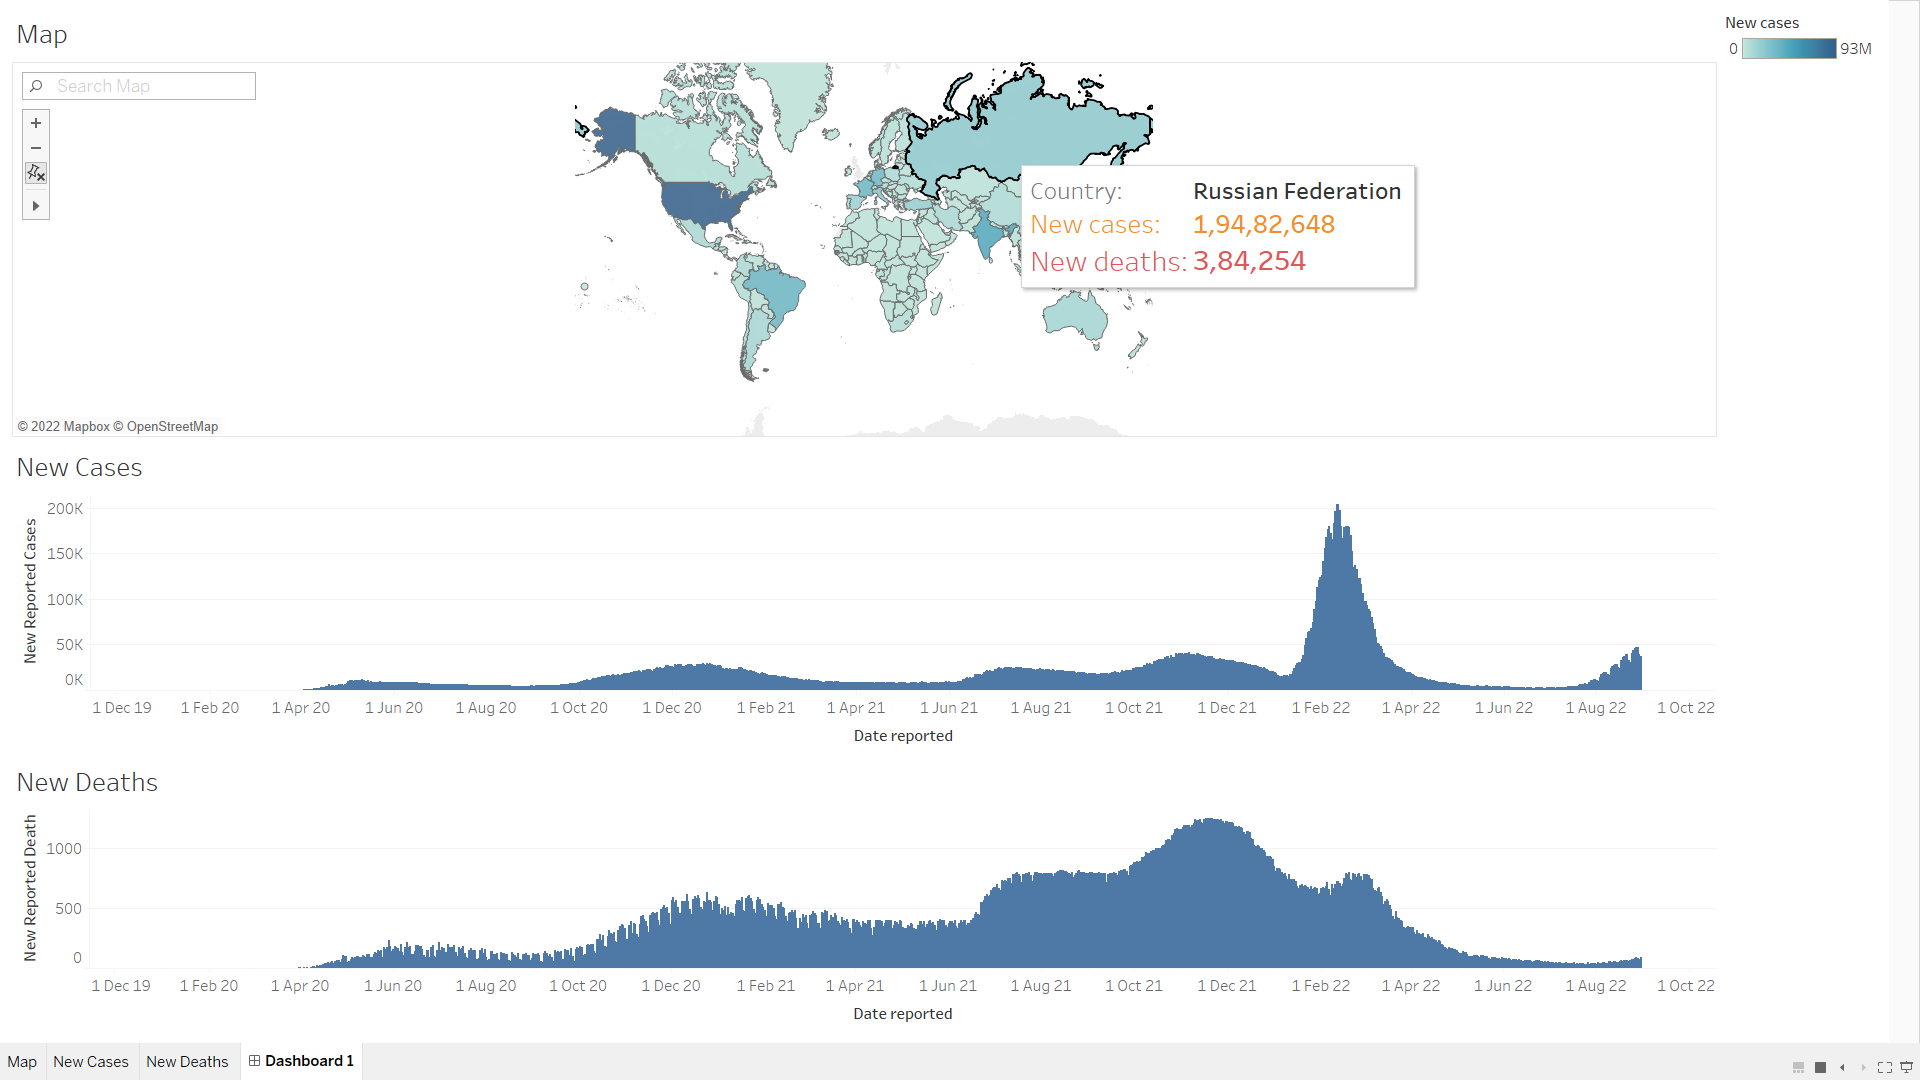 Map
New cases
0 93M
Search Map
Country: Russian Federation
New cases: 1,94,82,648
New deaths: 3,84,254
© 2022 Mapbox © OpenStreetMap
New Cases
New Reported Cases
200K
150K
100K
50K
0K
1 Dec 19 1 Feb 20 1 Apr 20 1 Jun 20 1 Aug 20 1 Oct 20 1 Dec 20 1 Feb 21 1 Apr 21 1 Jun 21 1 Aug 21 1 Oct 21 1 Dec 21 1 Feb 22 1 Apr 22 1 Jun 22 1 Aug 22 1 Oct 22
Date reported
New Deaths
New Reported Death
1000
500
0
1 Dec 19 1 Feb 20 1 Apr 20 1 Jun 20 1 Aug 20 1 Oct 20 1 Dec 20 1 Feb 21 1 Apr 21 1 Jun 21 1 Aug 21 1 Oct 21 1 Dec 21 1 Feb 22 1 Apr 22 1 Jun 22 1 Aug 22 1 Oct 22
Date reported
Map New Cases New Deaths Dashboard 1